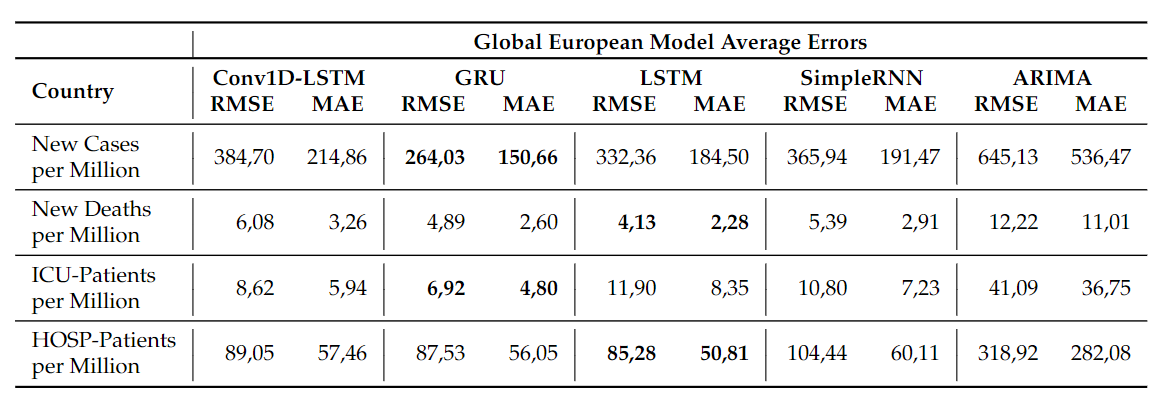 Global European Model Average Errors
Country Conv1D-LSTM GRU LSTM SimpleRNN ARIMA
RMSE MAE RMSE MAE RMSE MAE RMSE MAE RMSE MAE
New Cases
per Million 384,70 214,86 264,03 150,66 332,36 184,50 365,94 191,47 645,13 536,47
New Deaths
per Million 6,08 3,26 4,89 2,60 4,13 2,28 5,39 2,91 12,22 11,01
ICU-Patients
per Million 8,62 5,94 6,92 4,80 11,90 8,35 10,80 7,23 41,09 36,75
HOSP-Patients
per Million 89,05 57,46 87,53 56,05 85,28 50,81 104,44 60,11 318,92 282,08